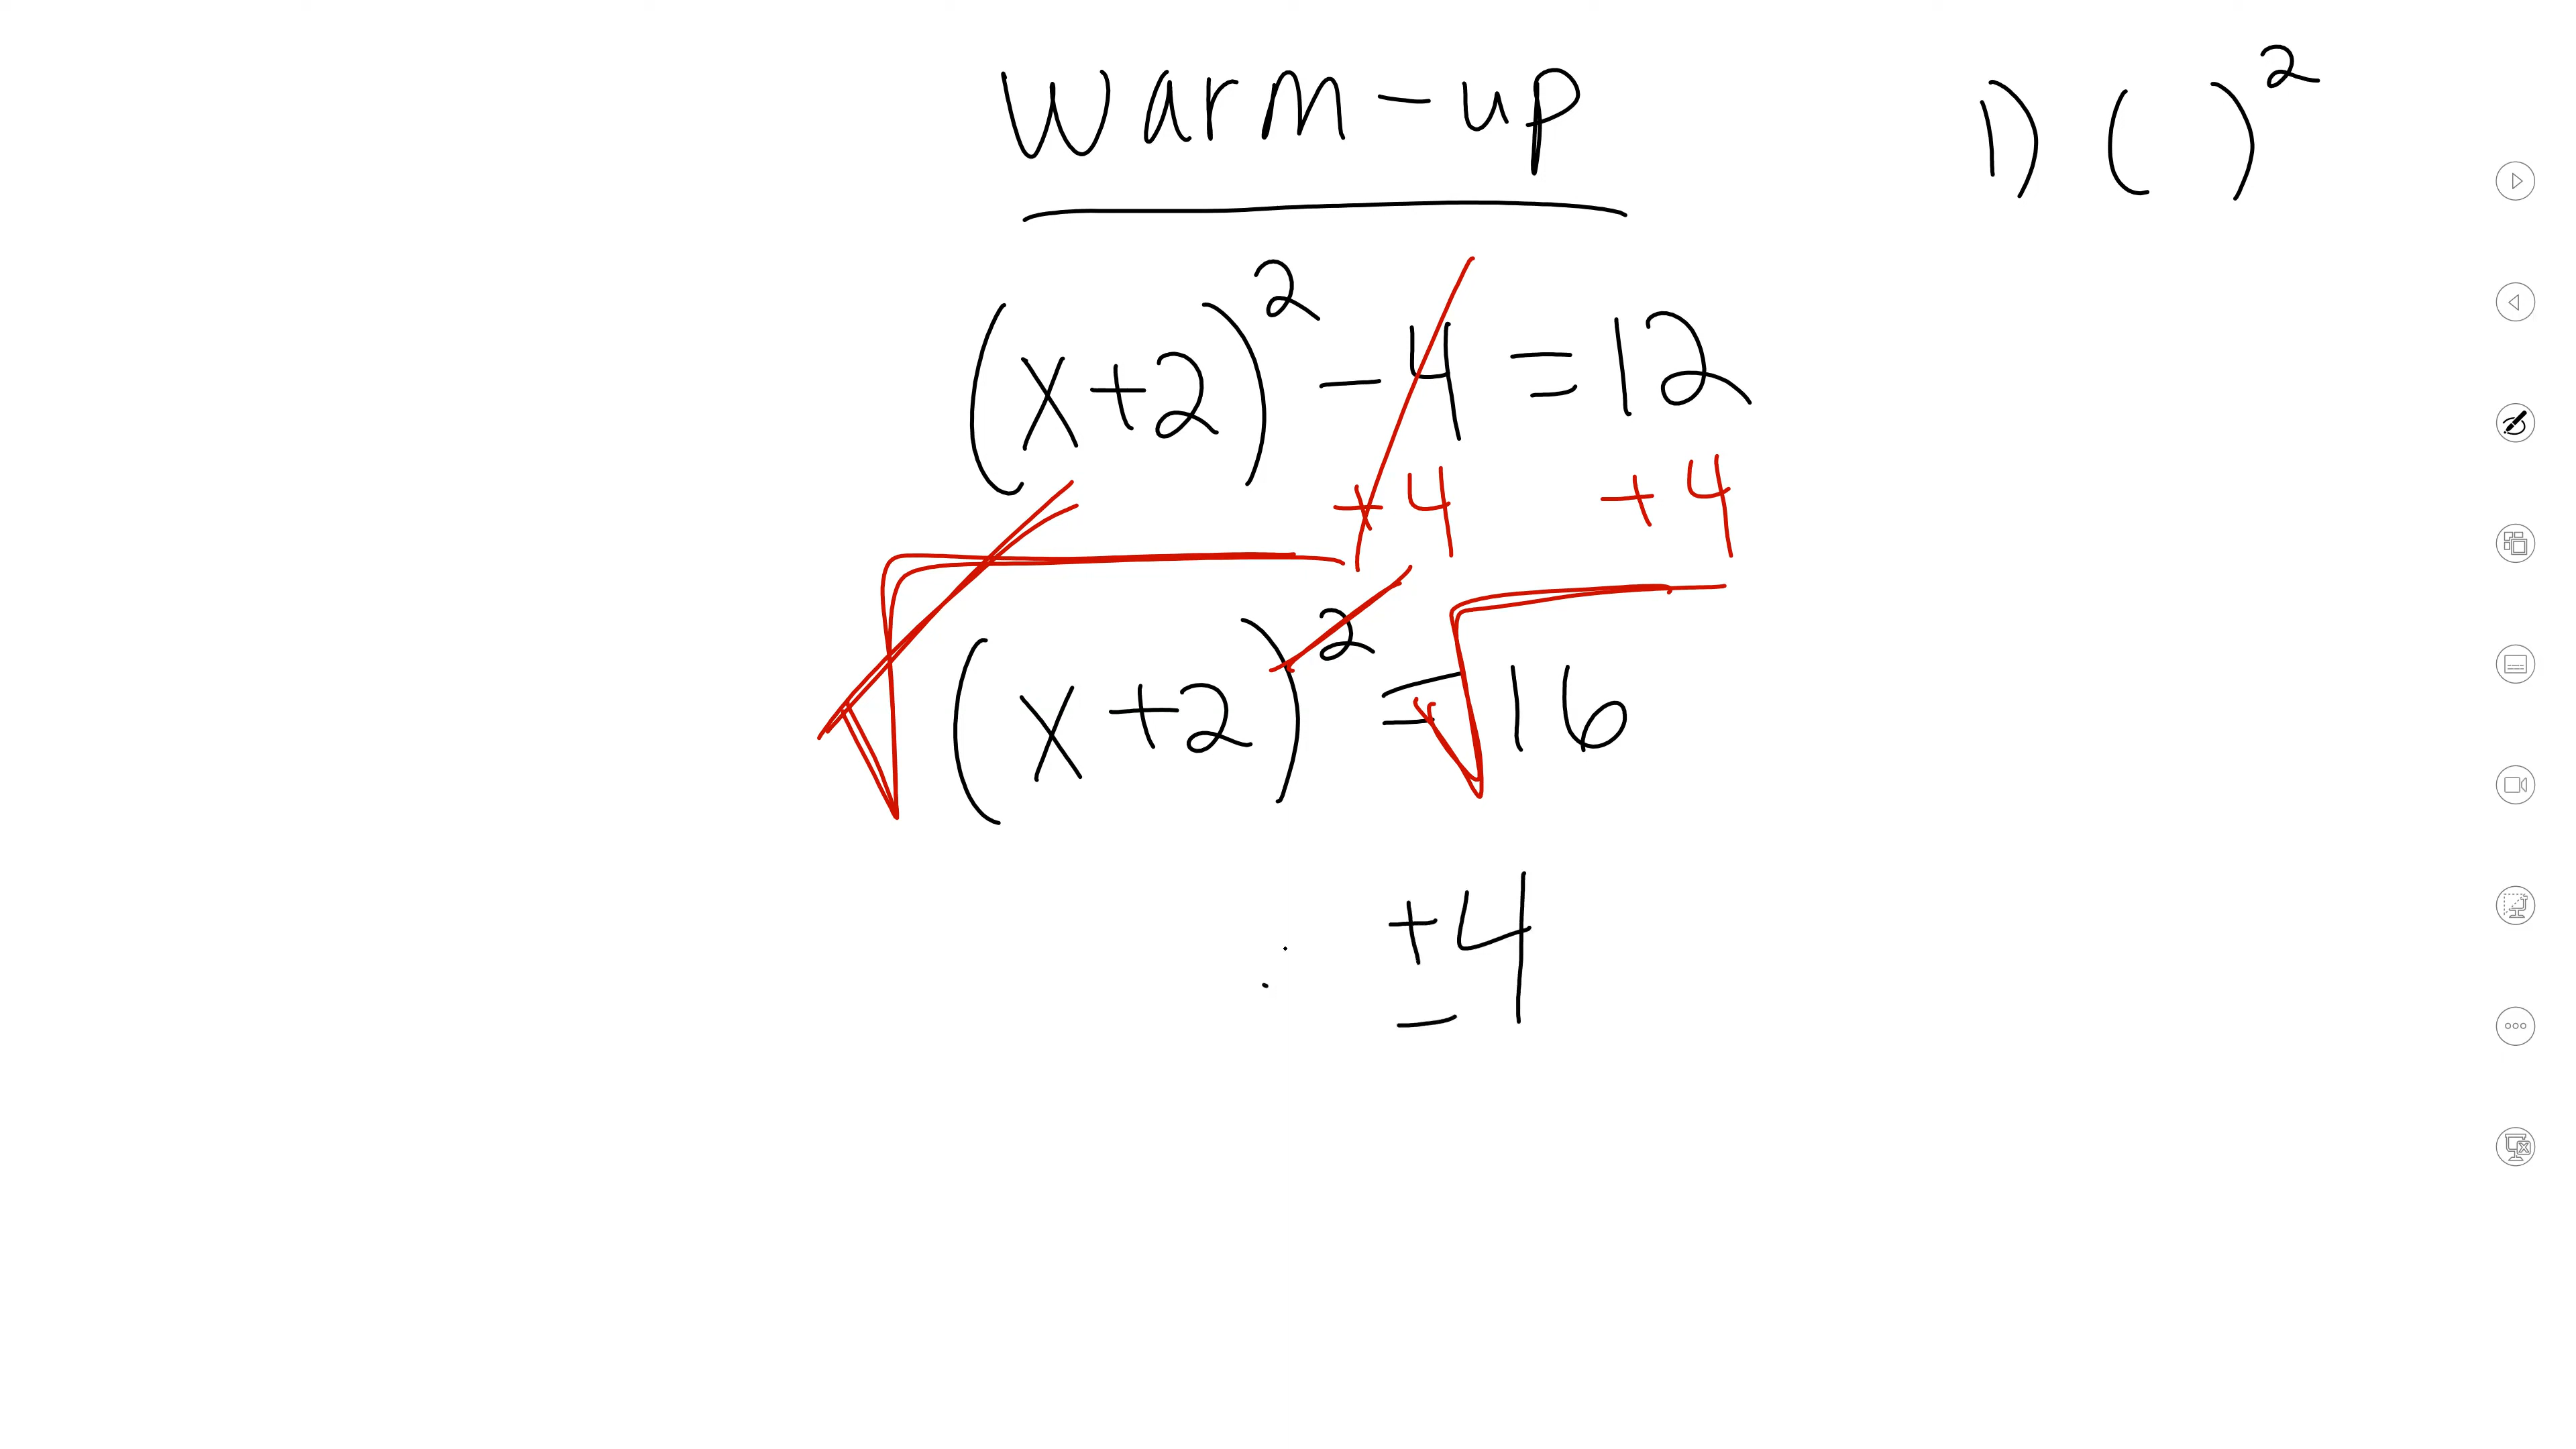 Warm-up
1) ( )²
(x+2)² - 4 = 12
+4 +4
√(x+2)² = √16
±4